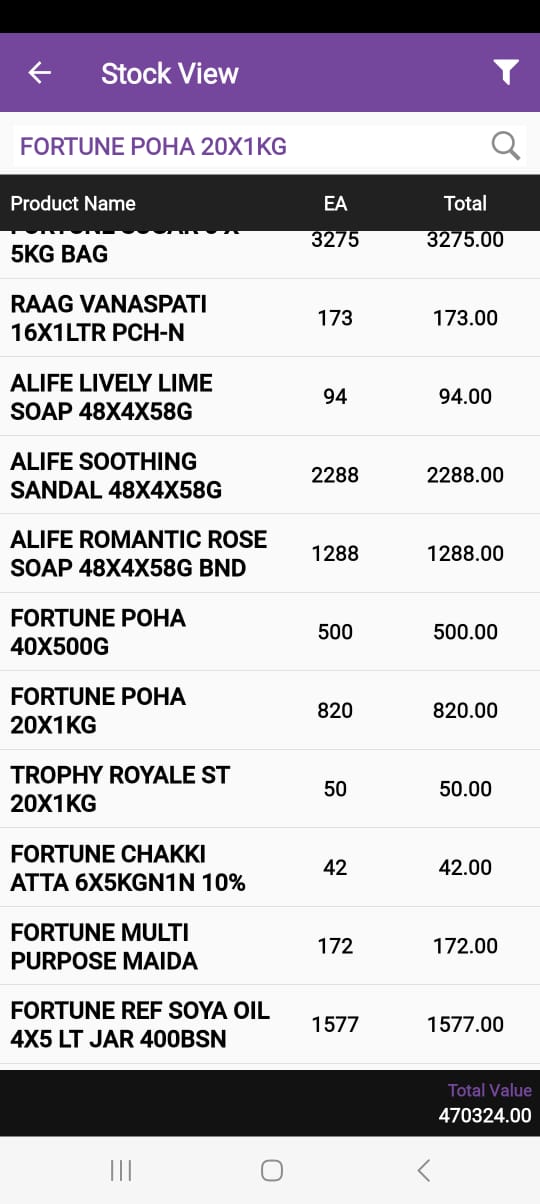 Stock View
FORTUNE POHA 20X1KG
Product Name EA Total
5KG BAG 3275 3275.00
RAAG VANASPATI
16X1LTR PCH-N 173 173.00
ALIFE LIVELY LIME
SOAP 48X4X58G 94 94.00
ALIFE SOOTHING
SANDAL 48X4X58G 2288 2288.00
ALIFE ROMANTIC ROSE
SOAP 48X4X58G BND 1288 1288.00
FORTUNE POHA
40X500G 500 500.00
FORTUNE POHA
20X1KG 820 820.00
TROPHY ROYALE ST
20X1KG 50 50.00
FORTUNE CHAKKI
ATTA 6X5KGN1N 10% 42 42.00
FORTUNE MULTI
PURPOSE MAIDA 172 172.00
FORTUNE REF SOYA OIL
4X5 LT JAR 400BSN 1577 1577.00
Total Value
470324.00